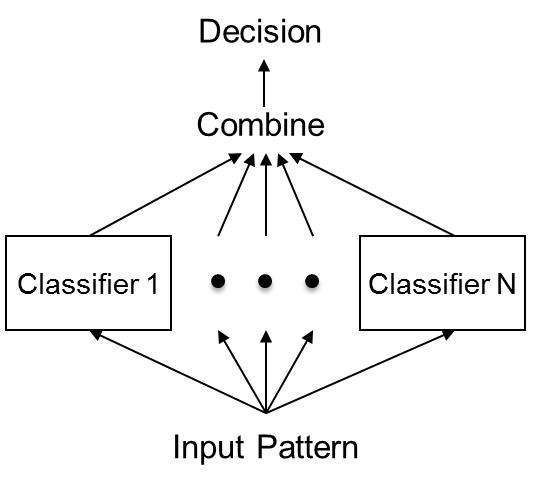 Decision
Combine
Classifier 1
Classifier N
Input Pattern